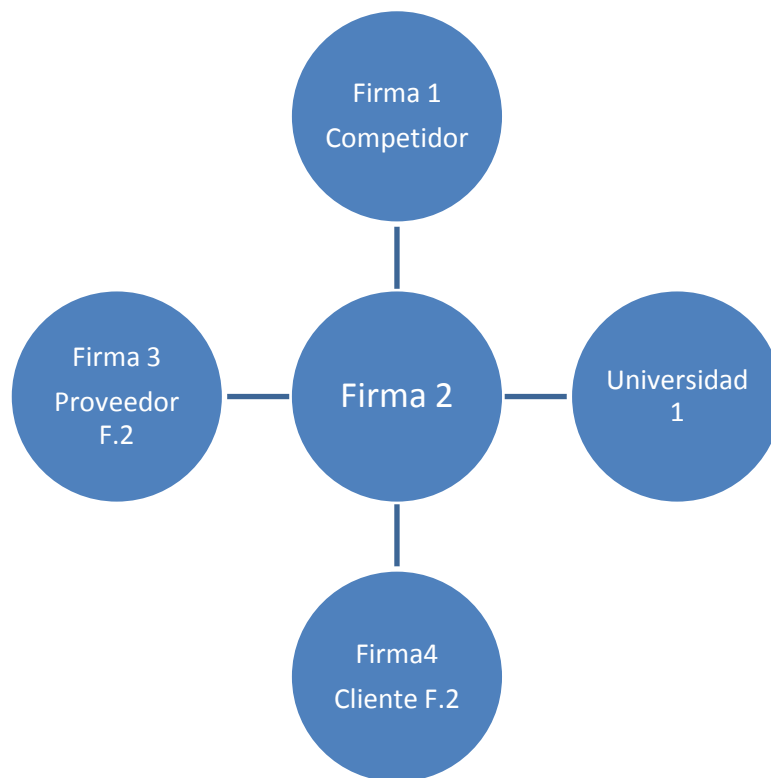 Firma 1
Competidor
Firma 3
Proveedor
F.2
Firma 2
Universidad
1
Firma4
Cliente F.2